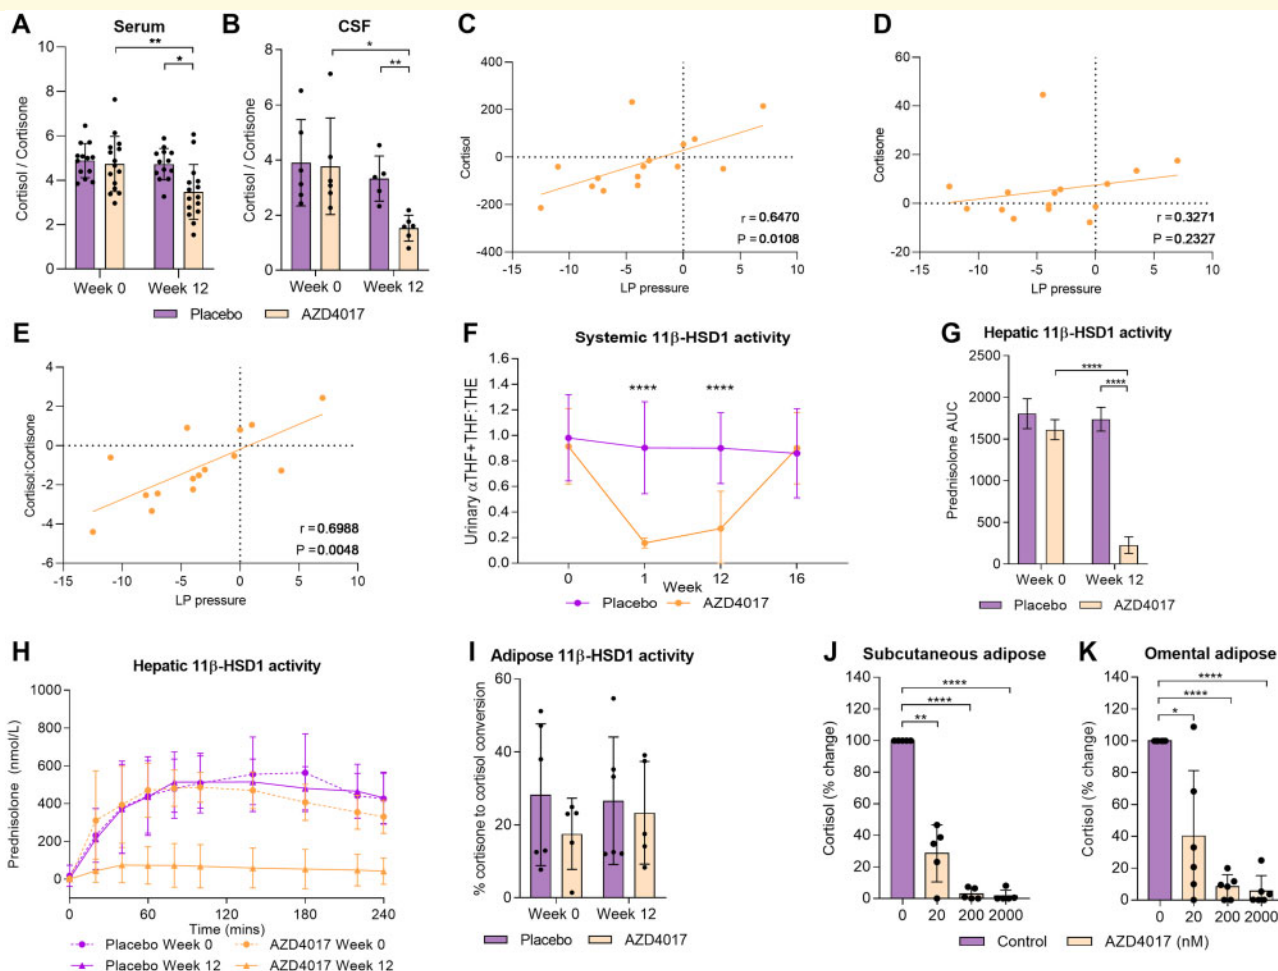 A
Serum
Cortisol / Cortisone
10
8
6
4
2
0
**
*
Week 0
Week 12
B
CSF
Cortisol / Cortisone
8
6
4
2
0
*
**
Week 0
Week 12
Placebo
AZD4017
C
Cortisol
400
200
0
-200
-400
r = 0.6470
P = 0.0108
-15 -10 -5 0 5 10
LP pressure
D
Cortisone
60
40
20
0
-20
r = 0.3271
P = 0.2327
-15 -10 -5 0 5 10
LP pressure
E
Cortisol:Cortisone
4
2
0
-2
-4
-6
r = 0.6988
P = 0.0048
-15 -10 -5 0 5 10
LP pressure
F
Systemic 11β-HSD1 activity
Urinary αTHF+THF:THE
1.6
1.4
1.2
1.0
0.8
0.6
0.4
0.2
0.0
**** ****
0 1 12 16
Week
Placebo AZD4017
G
Hepatic 11β-HSD1 activity
Prednisolone AUC
2500
2000
1500
1000
500
0
****
****
Week 0 Week 12
Placebo AZD4017
H
Hepatic 11β-HSD1 activity
Prednisolone (nmol/L)
1000
800
600
400
200
0
0 60 120 180 240
Time (mins)
Placebo Week 0 AZD4017 Week 0
Placebo Week 12 AZD4017 Week 12
I
Adipose 11β-HSD1 activity
% cortisone to cortisol conversion
60
40
20
0
Week 0 Week 12
Placebo AZD4017
J
Subcutaneous adipose
Cortisol (% change)
140
120
100
80
60
40
20
0
****
****
**
0 20 200 2000
K
Omental adipose
Cortisol (% change)
140
120
100
80
60
40
20
0
****
****
*
0 20 200 2000
Control AZD4017 (nM)